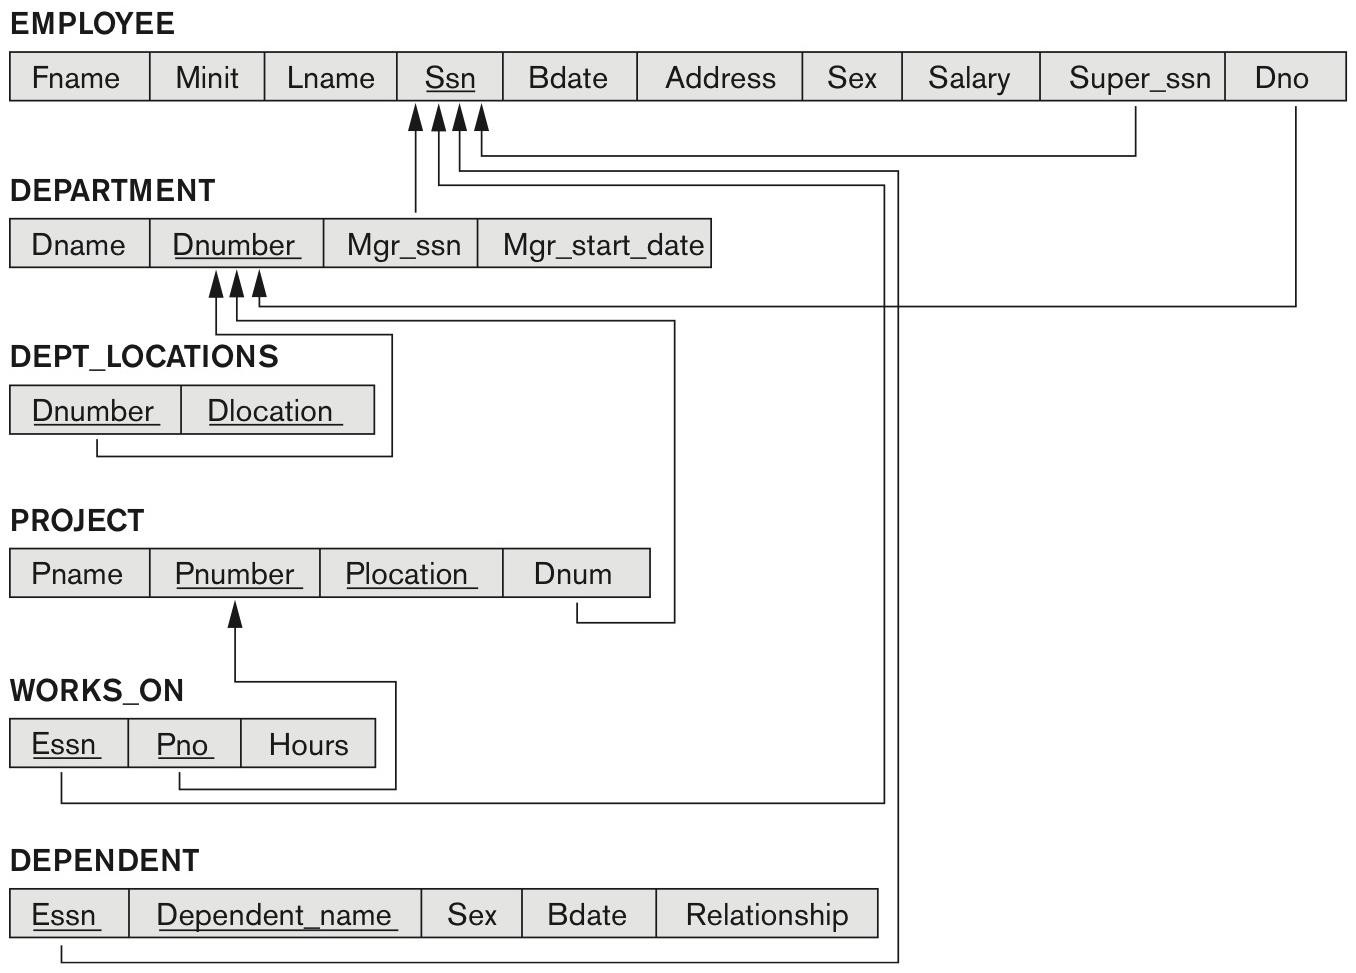 EMPLOYEE
Fname Minit Lname Ssn Bdate Address Sex Salary Super_ssn Dno
DEPARTMENT
Dname Dnumber Mgr_ssn Mgr_start_date
DEPT_LOCATIONS
Dnumber Dlocation
PROJECT
Pname Pnumber Plocation Dnum
WORKS_ON
Essn Pno Hours
DEPENDENT
Essn Dependent_name Sex Bdate Relationship